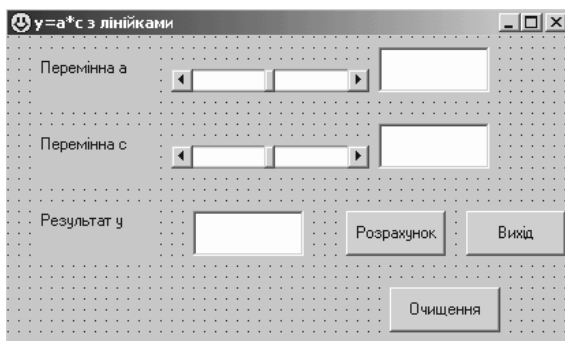 y=a*c з лінійками
Перемінна а
Перемінна с
Результат у
Розрахунок
Вихід
Очищення